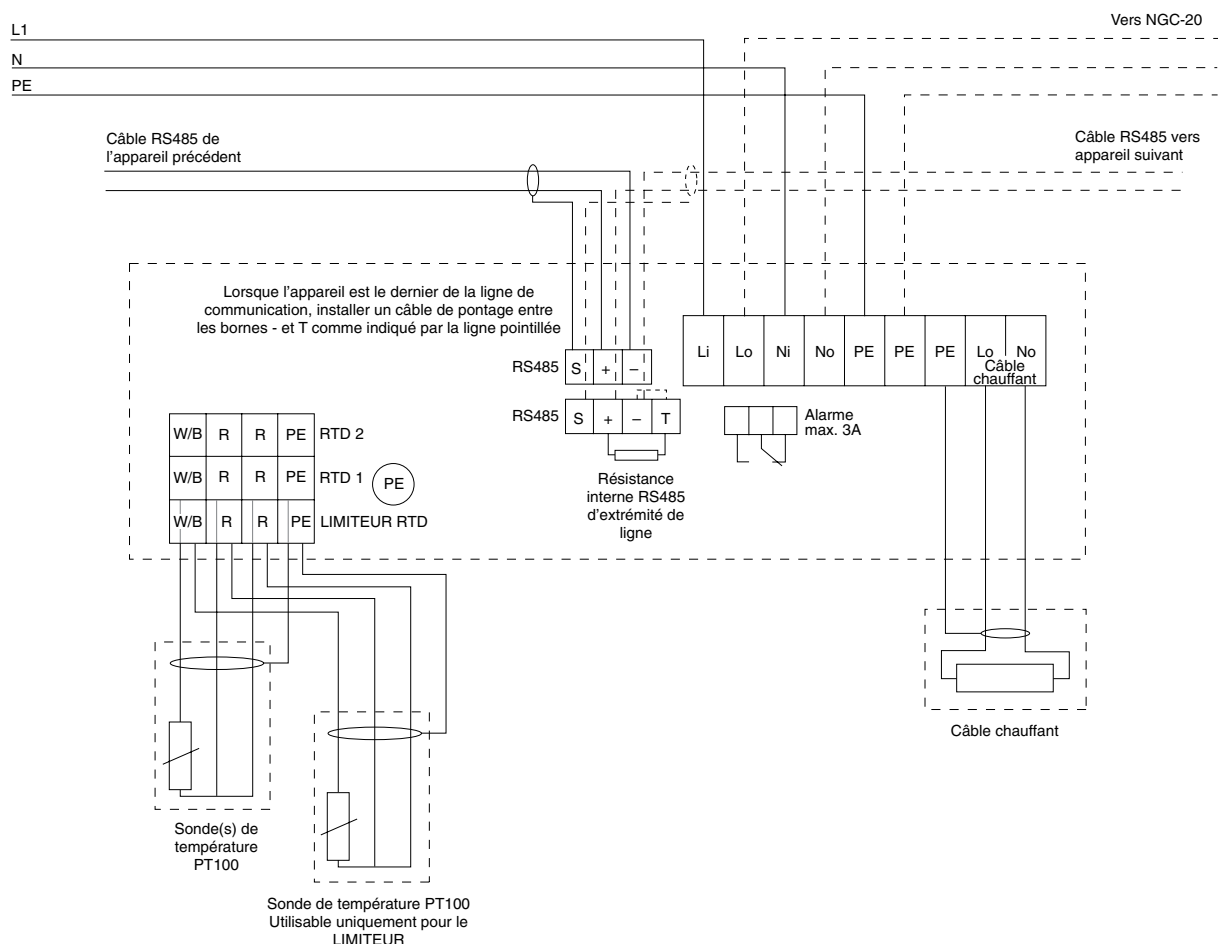 Vers NGC-20
L1
N
PE
Câble RS485 de
l'appareil précédent
Câble RS485 vers
appareil suivant
Lorsque l'appareil est le dernier de la ligne de
communication, installer un câble de pontage entre
les bornes - et T comme indiqué par la ligne pointillée
Li Lo Ni No PE PE PE Lo No
Câble
chauffant
RS485 S + –
RS485 S + – T
Alarme
max. 3A
W/B R R PE RTD 2
W/B R R PE RTD 1 PE
W/B R R PE LIMITEUR RTD
Résistance
interne RS485
d'extrémité de
ligne
Câble chauffant
Sonde(s) de
température
PT100
Sonde de température PT100
Utilisable uniquement pour le
LIMITEUR